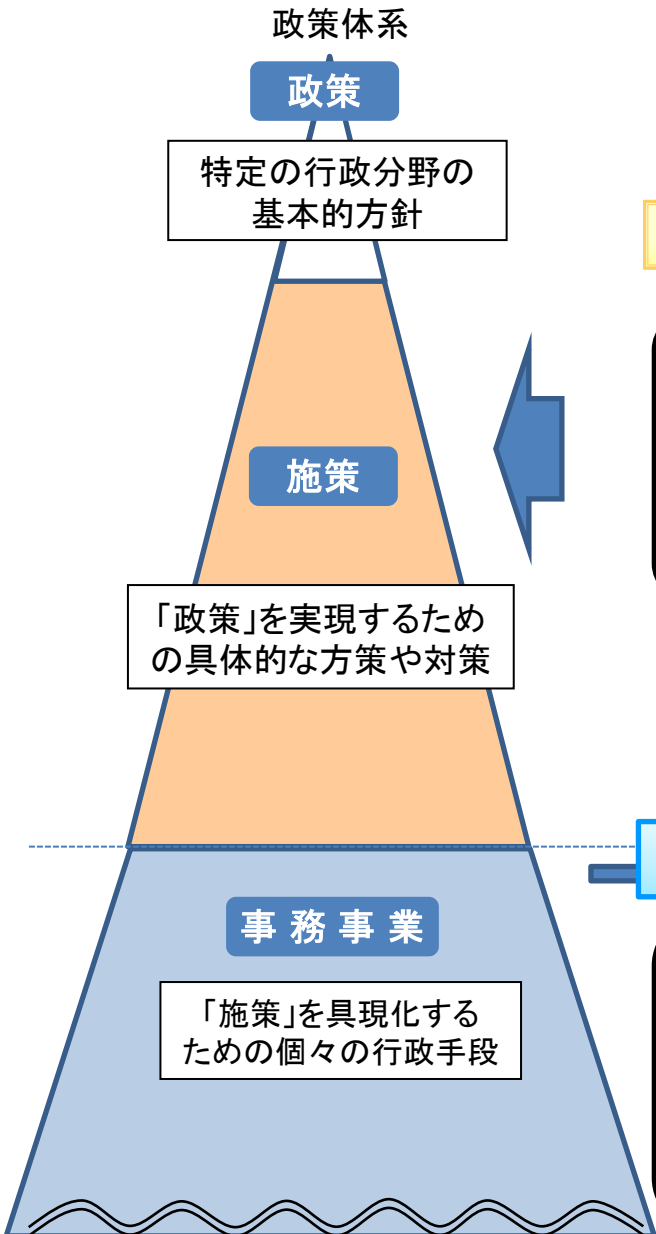 政策体系
政策
特定の行政分野の
基本的方針
施策
「政策」を実現するため
の具体的な方策や対策
事務事業
「施策」を具現化する
ための個々の行政手段